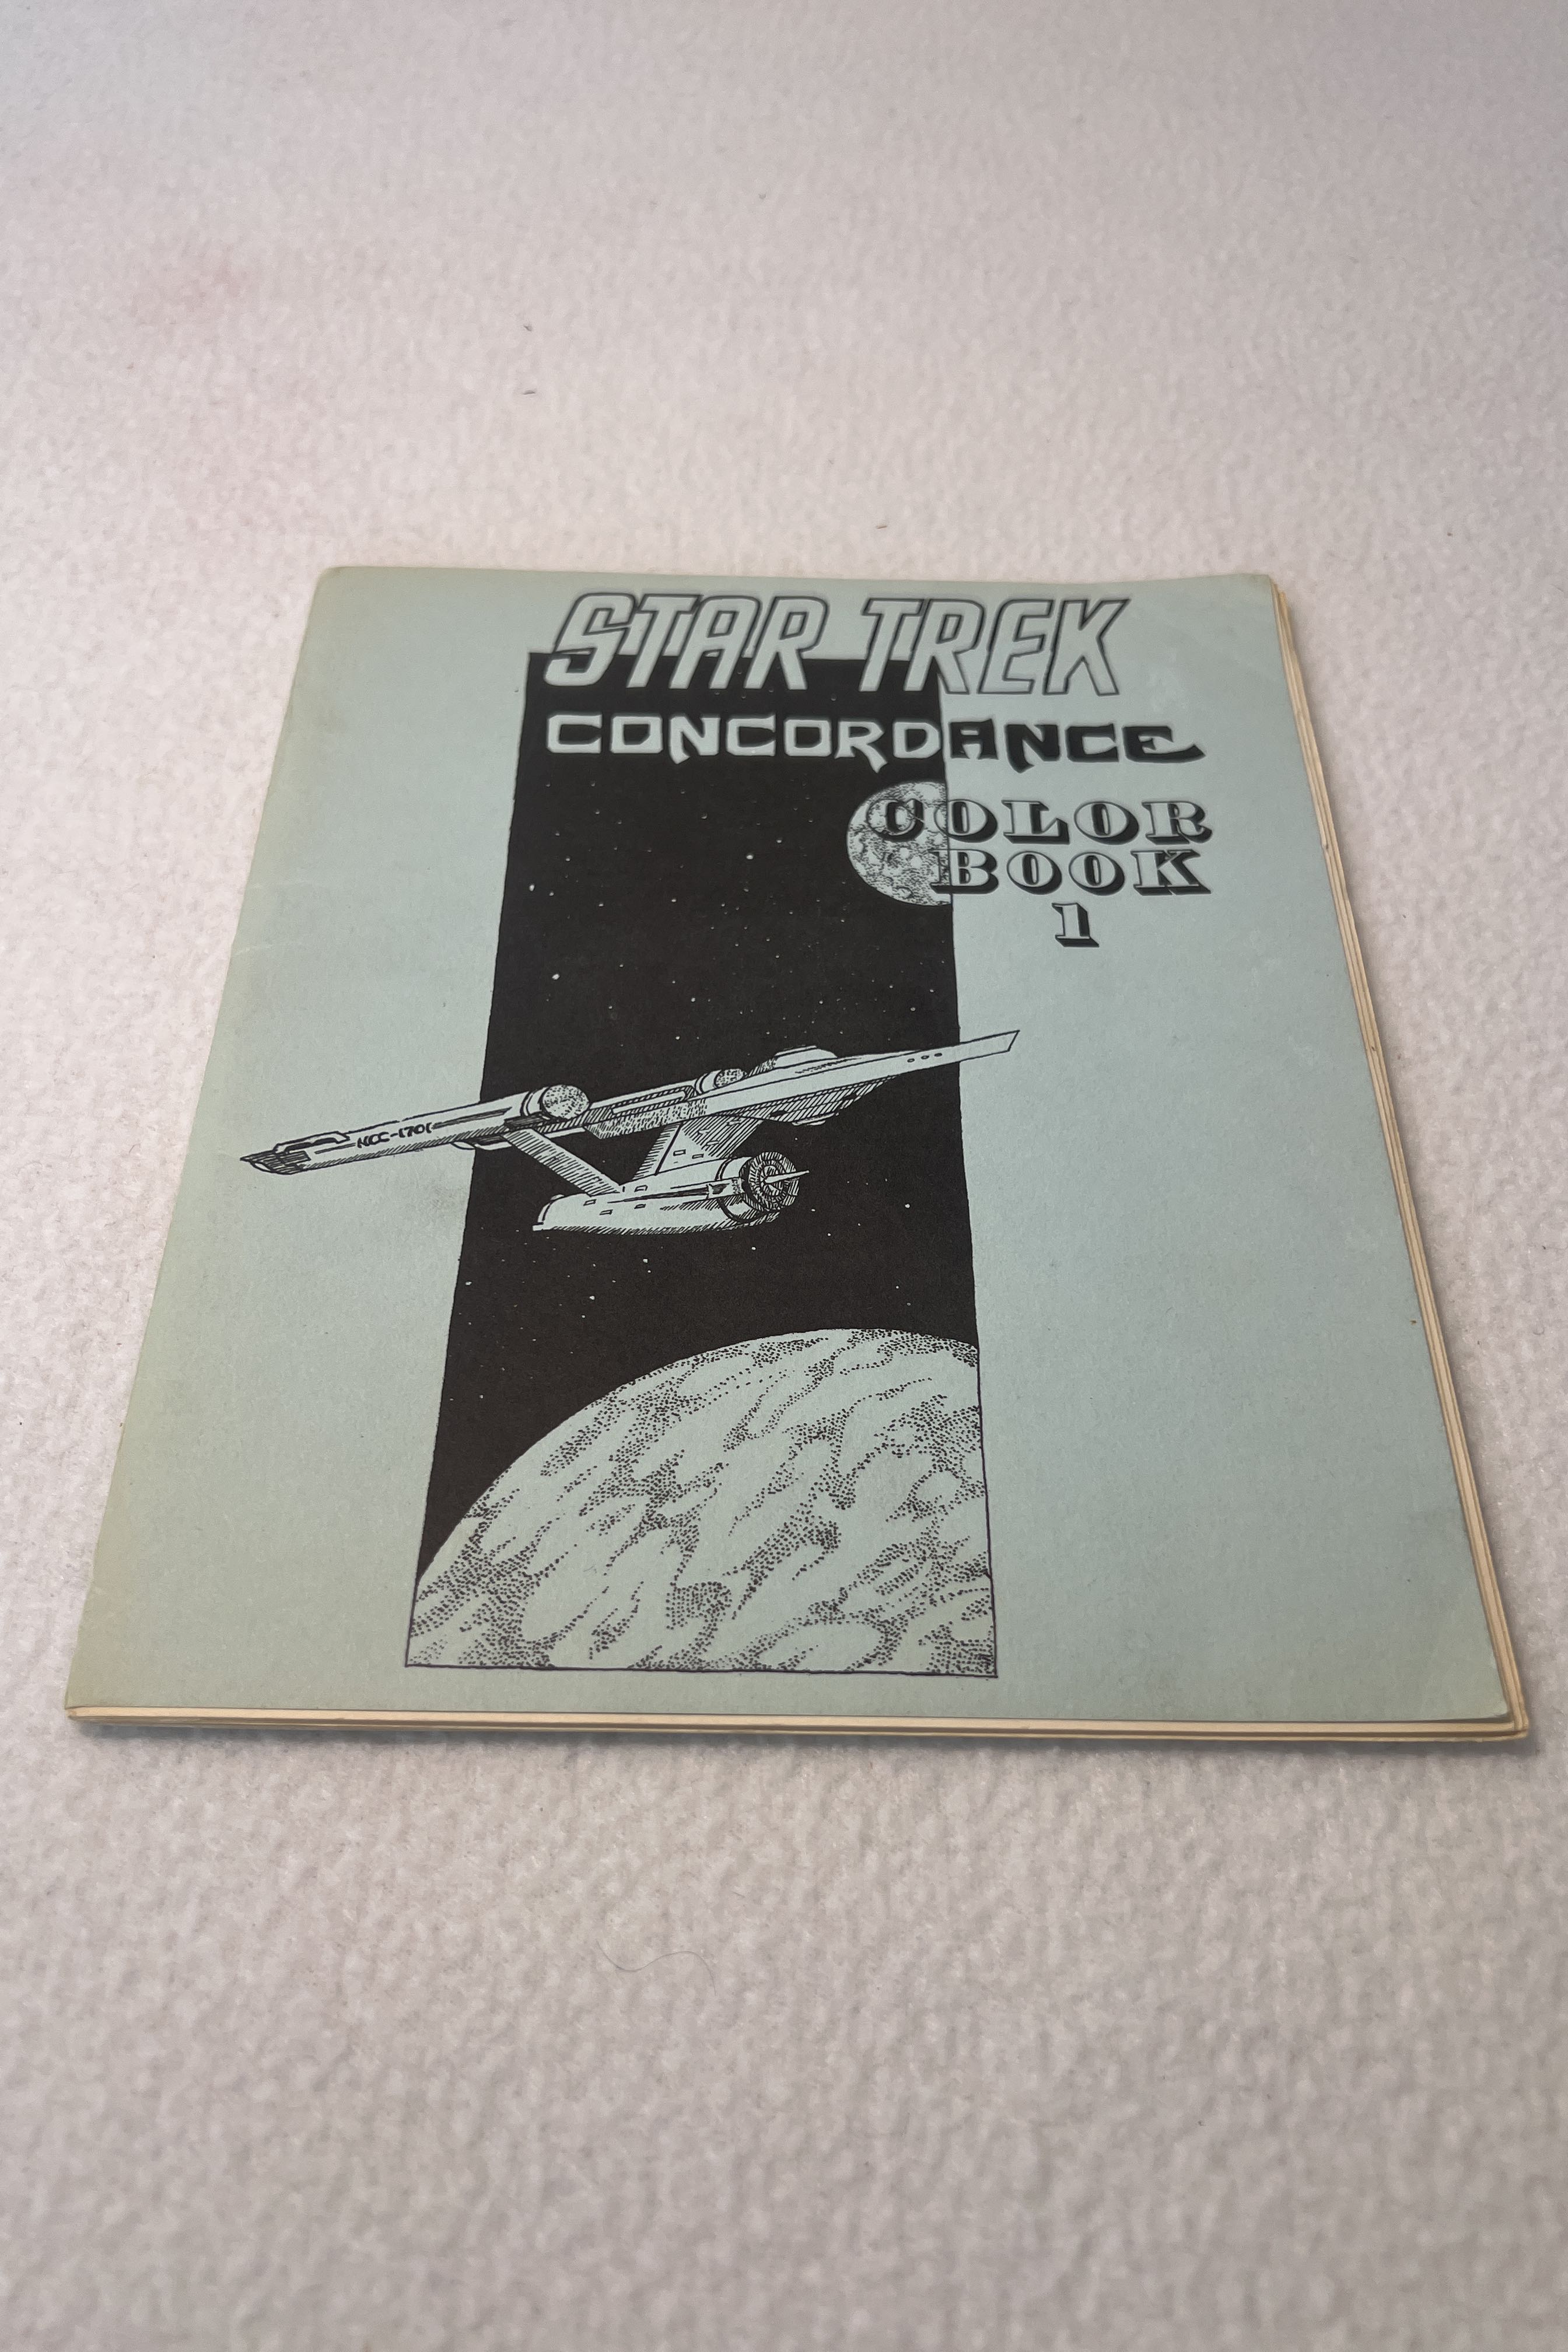 STAR TREK
CONCORDANCE
COLOR
BOOK
1
NCC-1701